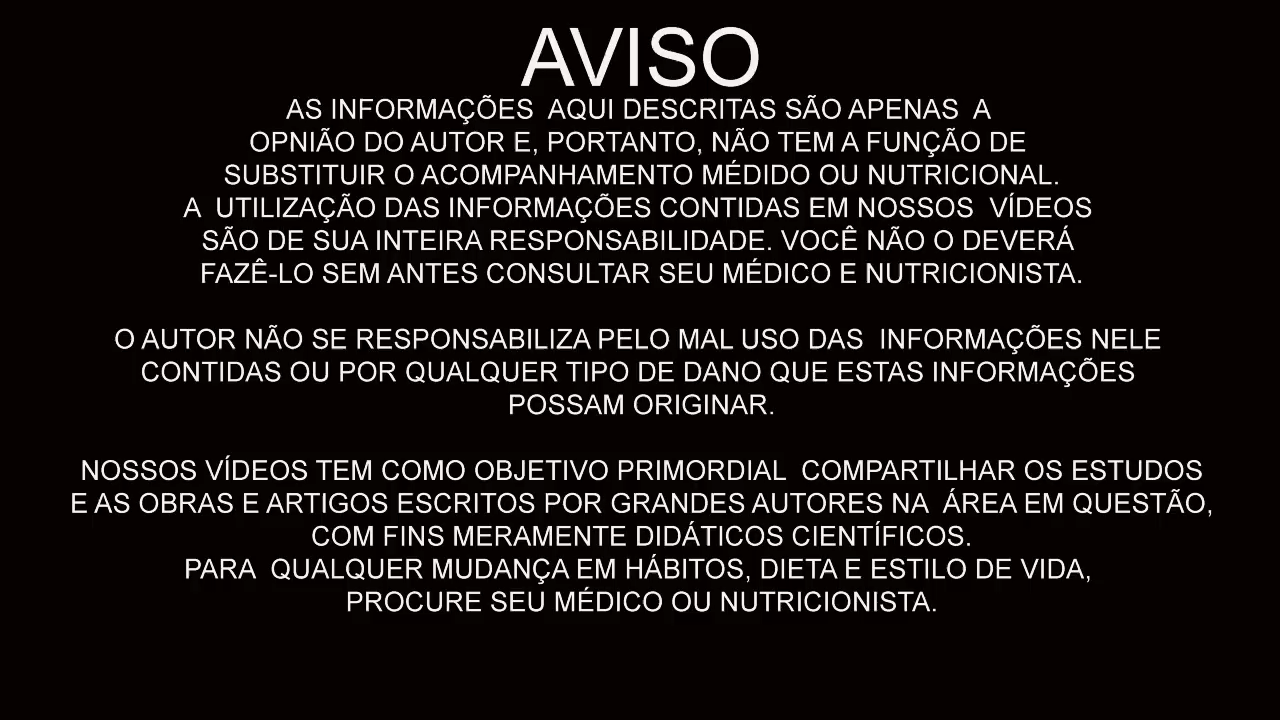 AVISO
AS INFORMAÇÕES AQUI DESCRITAS SÃO APENAS A
OPNIÃO DO AUTOR E, PORTANTO, NÃO TEM A FUNÇÃO DE
SUBSTITUIR O ACOMPANHAMENTO MÉDIDO OU NUTRICIONAL.
A UTILIZAÇÃO DAS INFORMAÇÕES CONTIDAS EM NOSSOS VÍDEOS
SÃO DE SUA INTEIRA RESPONSABILIDADE. VOCÊ NÃO O DEVERÁ
FAZÊ-LO SEM ANTES CONSULTAR SEU MÉDICO E NUTRICIONISTA.
O AUTOR NÃO SE RESPONSABILIZA PELO MAL USO DAS INFORMAÇÕES NELE
CONTIDAS OU POR QUALQUER TIPO DE DANO QUE ESTAS INFORMAÇÕES
POSSAM ORIGINAR.
NOSSOS VÍDEOS TEM COMO OBJETIVO PRIMORDIAL COMPARTILHAR OS ESTUDOS
E AS OBRAS E ARTIGOS ESCRITOS POR GRANDES AUTORES NA ÁREA EM QUESTÃO,
COM FINS MERAMENTE DIDÁTICOS CIENTÍFICOS.
PARA QUALQUER MUDANÇA EM HÁBITOS, DIETA E ESTILO DE VIDA,
PROCURE SEU MÉDICO OU NUTRICIONISTA.